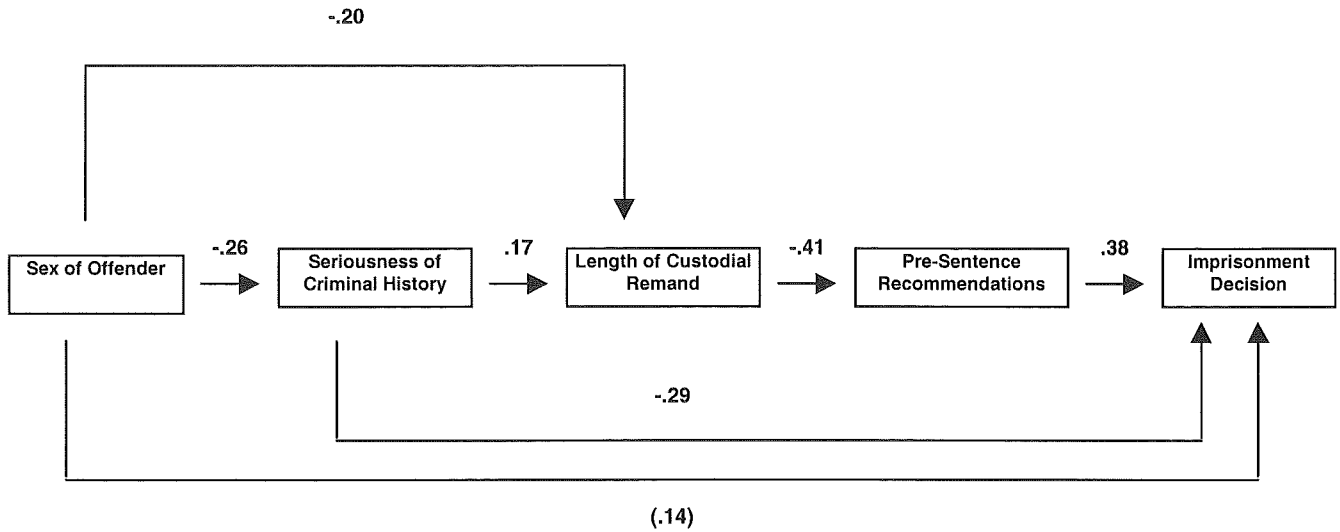 -.20
-.26
.17
-.41
.38
Sex of Offender
Seriousness of
Criminal History
Length of Custodial
Remand
Pre-Sentence
Recommendations
Imprisonment
Decision
-.29
(.14)